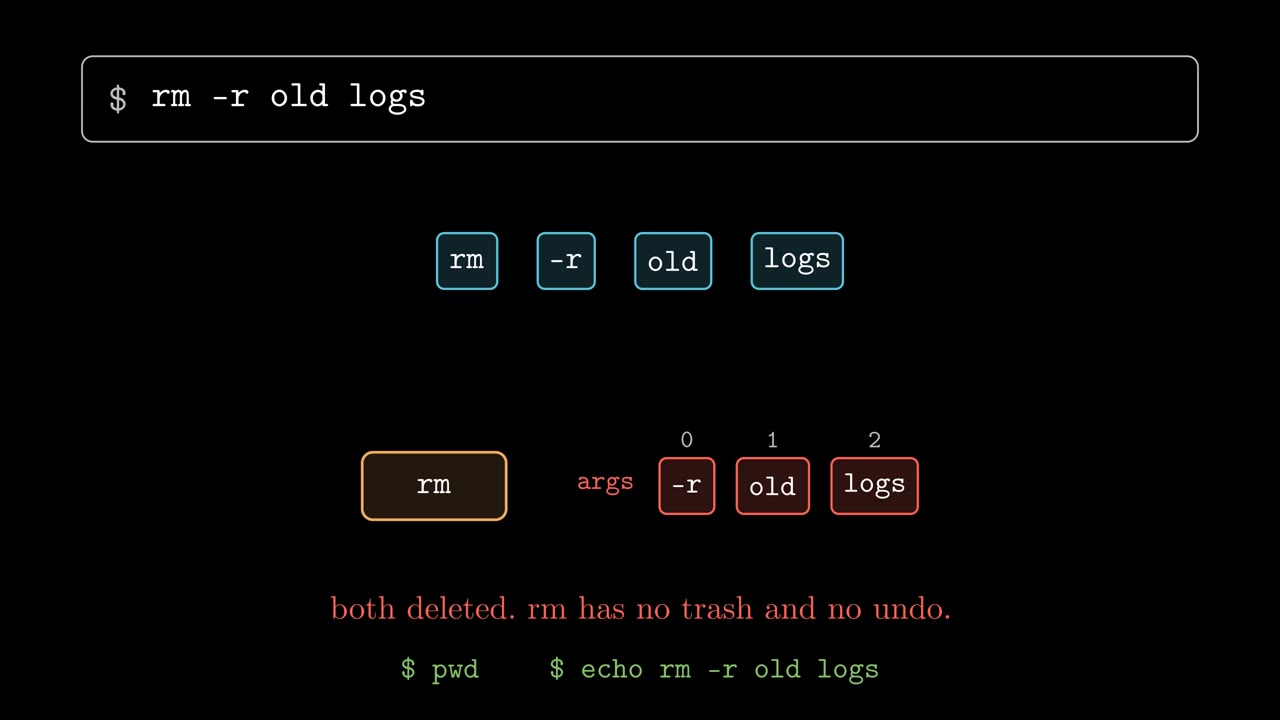 $ rm -r old logs
rm -r old logs
0 1 2
rm args -r old logs
both deleted. rm has no trash and no undo.
$ pwd $ echo rm -r old logs